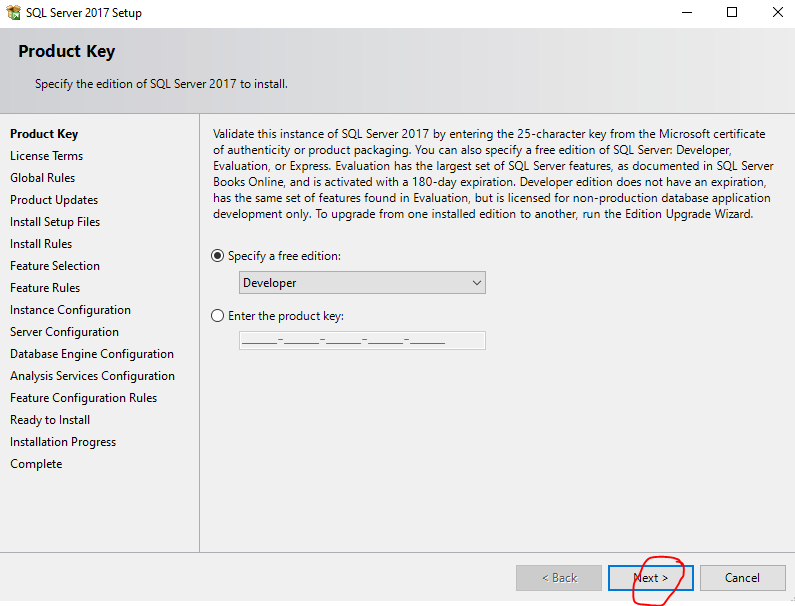 SQL Server 2017 Setup
Product Key
Specify the edition of SQL Server 2017 to install.
Product Key
License Terms
Global Rules
Product Updates
Install Setup Files
Install Rules
Feature Selection
Feature Rules
Instance Configuration
Server Configuration
Database Engine Configuration
Analysis Services Configuration
Feature Configuration Rules
Ready to Install
Installation Progress
Complete
Validate this instance of SQL Server 2017 by entering the 25-character key from the Microsoft certificate
of authenticity or product packaging. You can also specify a free edition of SQL Server: Developer,
Evaluation, or Express. Evaluation has the largest set of SQL Server features, as documented in SQL Server
Books Online, and is activated with a 180-day expiration. Developer edition does not have an expiration,
has the same set of features found in Evaluation, but is licensed for non-production database application
development only. To upgrade from one installed edition to another, run the Edition Upgrade Wizard.
Specify a free edition:
Developer
Enter the product key:
_____-_____-_____-_____-_____
< Back
Next >
Cancel